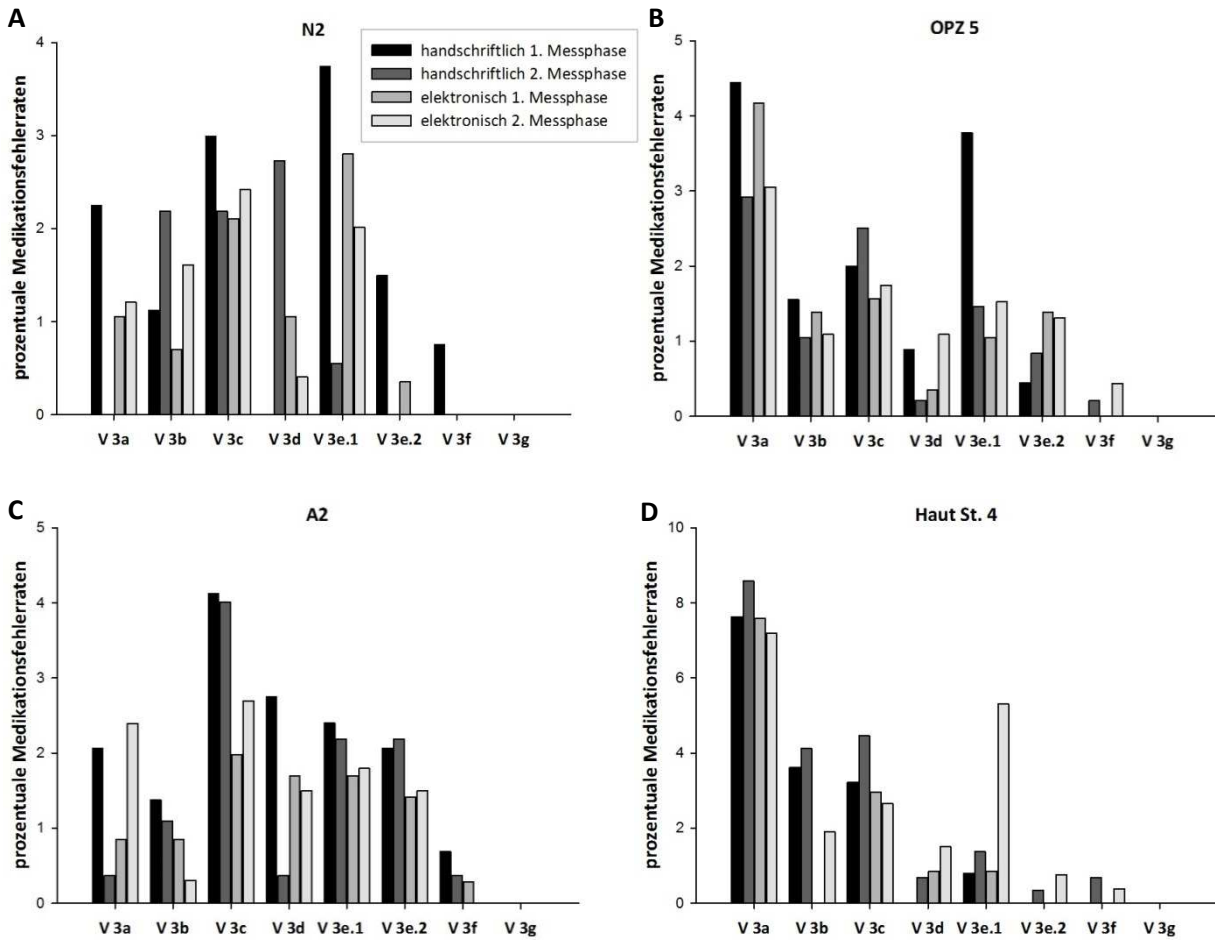 A
N2
handschriftlich 1. Messphase
handschriftlich 2. Messphase
elektronisch 1. Messphase
elektronisch 2. Messphase
prozentuale Medikationsfehlerraten
4
3
2
1
0
V 3a V 3b V 3c V 3d V 3e.1 V 3e.2 V 3f V 3g
B
OPZ 5
prozentuale Medikationsfehlerraten
5
4
3
2
1
0
V 3a V 3b V 3c V 3d V 3e.1 V 3e.2 V 3f V 3g
C
A2
prozentuale Medikationsfehlerraten
5
4
3
2
1
0
V 3a V 3b V 3c V 3d V 3e.1 V 3e.2 V 3f V 3g
D
Haut St. 4
prozentuale Medikationsfehlerraten
10
8
6
4
2
0
V 3a V 3b V 3c V 3d V 3e.1 V 3e.2 V 3f V 3g